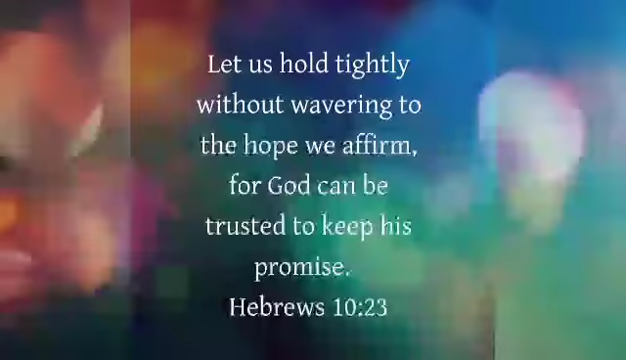 Let us hold tightly
without wavering to
the hope we affirm,
for God can be
trusted to keep his
promise.
Hebrews 10:23